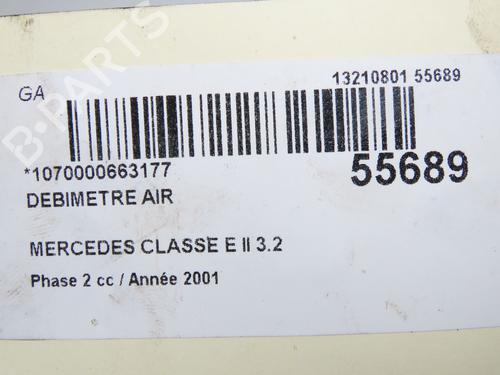 B-PARTS
GA
13210801 55689
*1070000663177
55689
DEBIMETRE AIR
MERCEDES CLASSE E II 3.2
Phase 2 cc / Année 2001